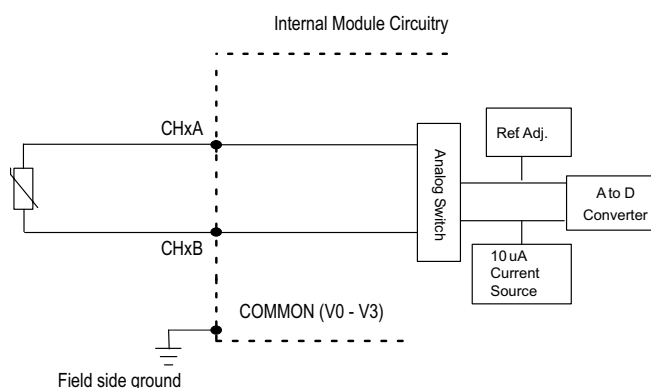 Internal Module Circuitry
CHxA
Ref Adj.
Analog Switch
A to D
Converter
CHxB
10 uA
Current
Source
COMMON (V0 - V3)
Field side ground